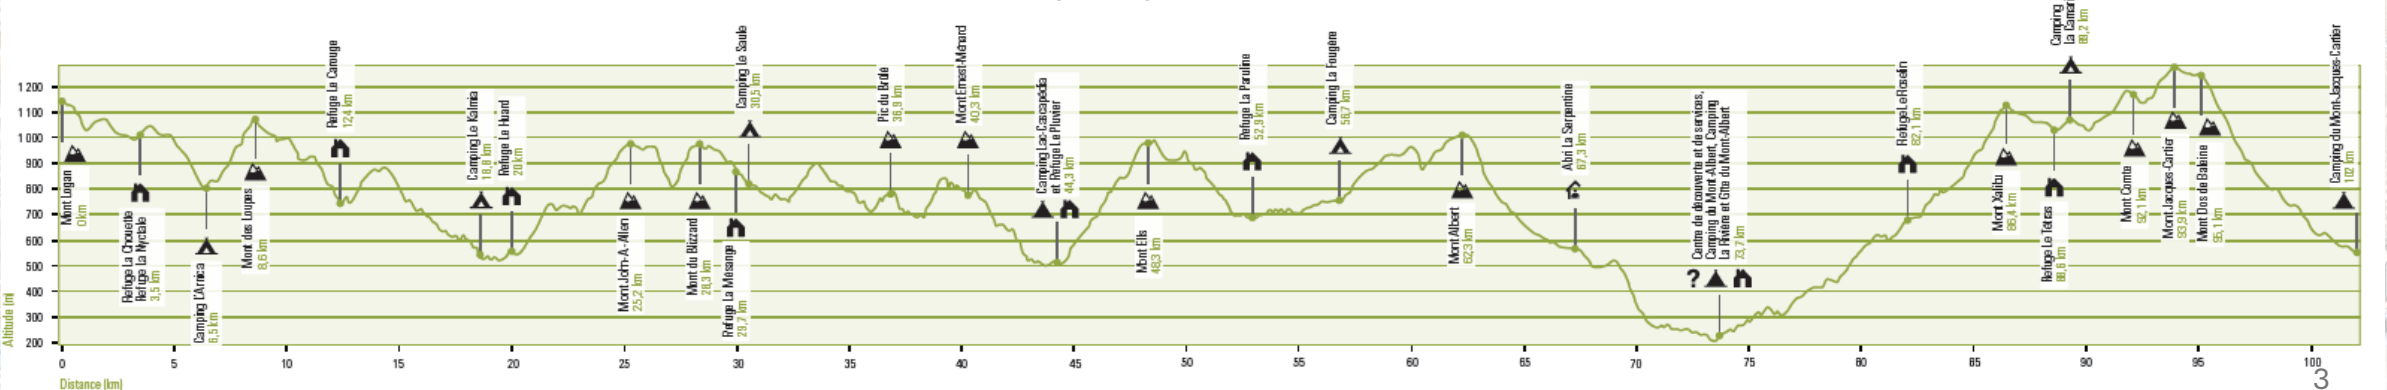 Altitude (m)
1 200
1 100
1 000
900
800
700
600
500
400
300
200
Mont Logan
0 km
Refuge La Chouette
Refuge La Nyctale
3,5 km
Camping L'Arnica
6,5 km
Mont des Loupes
8,6 km
Refuge Le Carouge
12,4 km
Camping Le Kalmia
18,8 km
Refuge Le Huard
20 km
Mont John-A.-Allen
25,2 km
Mont du Blizzard
28,3 km
Refuge La Mésange
29,7 km
Camping Le Saule
30,5 km
Pic du Brûlé
36,9 km
Mont Ernest-Ménard
40,3 km
Camping Lac-Cascapédia
et Refuge Le Pluvier
44,3 km
Mont Ells
48,3 km
Refuge La Paruline
52,9 km
Camping La Fougère
56,7 km
Mont Albert
62,3 km
Abri La Serpentine
67,3 km
Centre de découverte et de services,
Camping du Mont-Albert, Camping
La Rivière et Gîte du Mont-Albert
73,7 km
?
Refuge Le Roselin
82,1 km
Mont Xalibu
86,4 km
Refuge Le Tétras
88,6 km
Camping
La Camari
89,2 km
Mont Comte
92,1 km
Mont Jacques-Cartier
93,9 km
Mont Dos de Baleine
95,1 km
Camping du Mont-Jacques-Cartier
102 km
0 5 10 15 20 25 30 35 40 45 50 55 60 65 70 75 80 85 90 95 100
Distance (km)
3